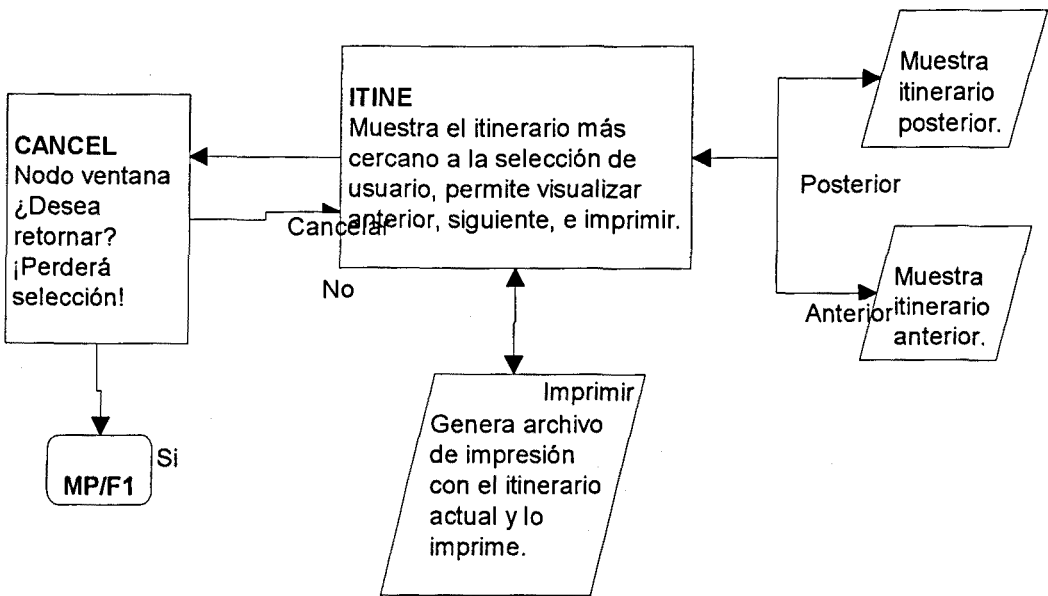 CANCEL
Nodo ventana
¿Desea
retornar?
¡Perderá
selección!
ITINE
Muestra el itinerario más
cercano a la selección de
usuario, permite visualizar
anterior, siguiente, e imprimir.
Cancelar
No
Muestra
itinerario
posterior.
Posterior
Muestra
itinerario
anterior.
Anterior
Imprimir
Genera archivo
de impresión
con el itinerario
actual y lo
imprime.
Si
MP/F1